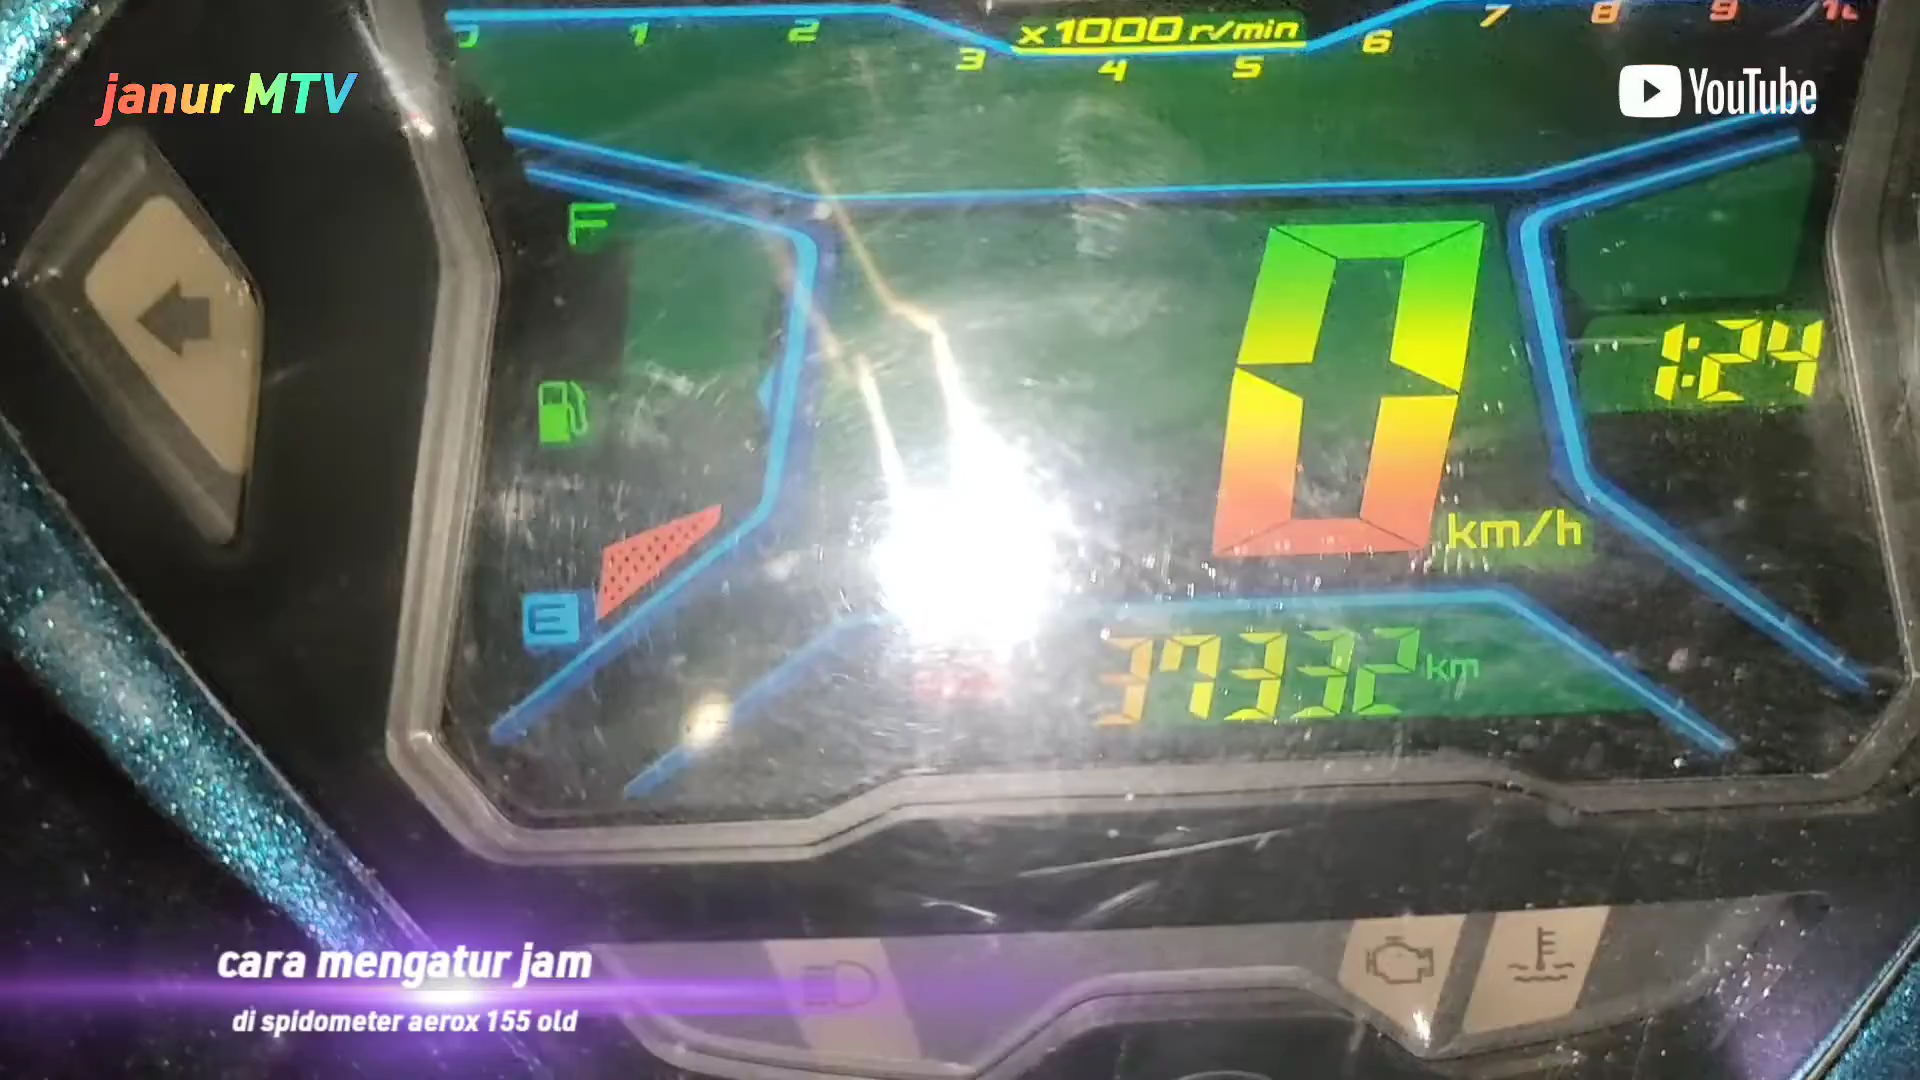 0 1 2 3 4 5 6 7 8 9 10
x1000 r/min
janur MTV
YouTube
F
1:24
km/h
0
E
37332 km
cara mengatur jam
di spidometer aerox 155 old